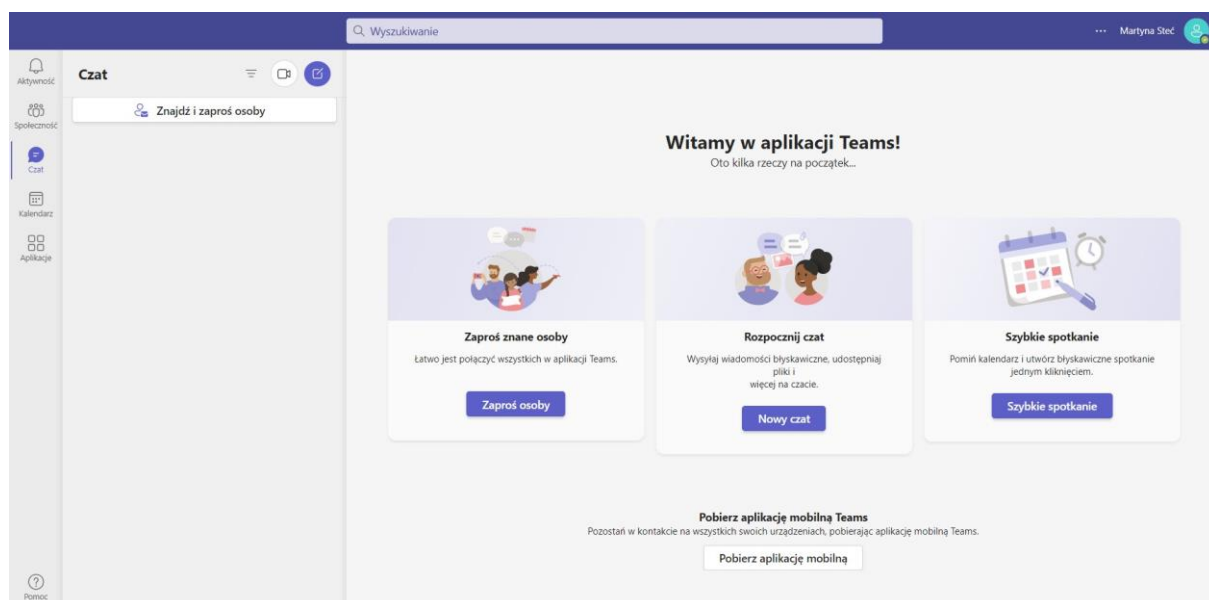 Wyszukiwanie
Martyna Steć
Aktywność
Społeczność
Czat
Kalendarz
Aplikacje
Pomoc
Czat
Znajdź i zaproś osoby
Witamy w aplikacji Teams!
Oto kilka rzeczy na początek...
Zaproś znane osoby
Łatwo jest połączyć wszystkich w aplikacji Teams.
Zaproś osoby
Rozpocznij czat
Wysyłaj wiadomości błyskawiczne, udostępniaj
pliki i
więcej na czacie.
Nowy czat
Szybkie spotkanie
Pomiń kalendarz i utwórz błyskawiczne spotkanie
jednym kliknięciem.
Szybkie spotkanie
Pobierz aplikację mobilną Teams
Pozostań w kontakcie na wszystkich swoich urządzeniach, pobierając aplikację mobilną Teams.
Pobierz aplikację mobilną